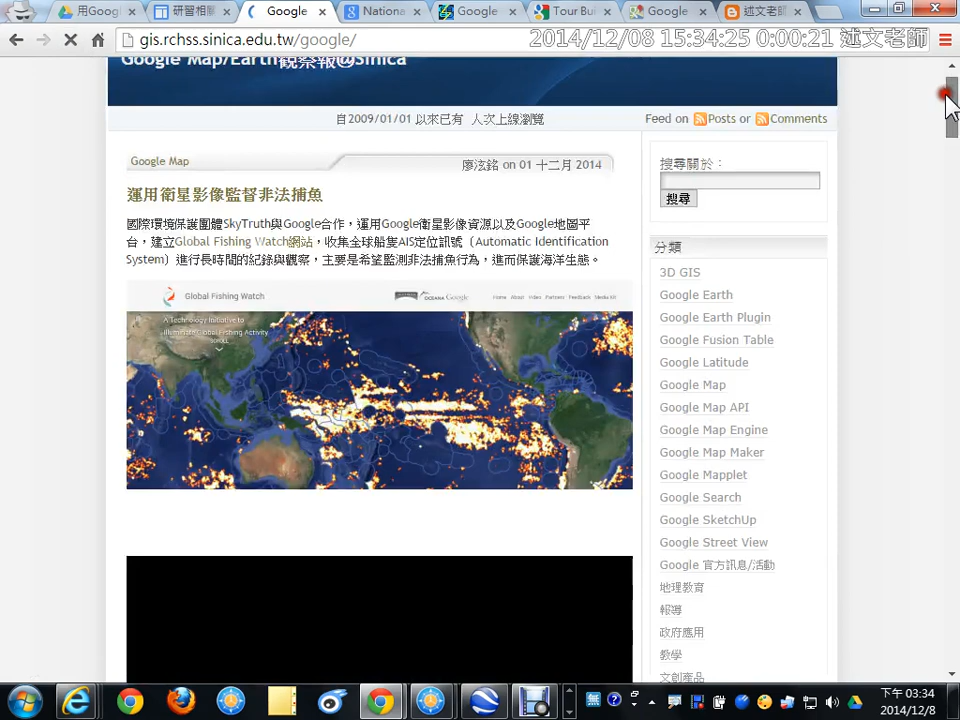 用Googl
研習相關
Google
Nationa
Google
Tour Bui
Google
述文老師
gis.rchss.sinica.edu.tw/google/
2014/12/08 15:34:25 0:00:21 述文老師
Google Map/Earth觀察報@Sinica
自2009/01/01 以來已有 人次上線瀏覽
Feed on Posts or Comments
Google Map
廖泫銘 on 01 十二月 2014
運用衛星影像監督非法捕魚
國際環境保護團體SkyTruth與Google合作，運用Google衛星影像資源以及Google地圖平
台，建立Global Fishing Watch網站，收集全球船隻AIS定位訊號（Automatic Identification
System）進行長時間的紀錄與觀察，主要是希望監測非法捕魚行為，進而保護海洋生態。
Global Fishing Watch
OCEANA Google
Home About Video Partners Feedback Media Kit
A Technology Initiative to
Illuminate Global Fishing Activity
SCROLL
搜尋關於：
搜尋
分類
3D GIS
Google Earth
Google Earth Plugin
Google Fusion Table
Google Latitude
Google Map
Google Map API
Google Map Engine
Google Map Maker
Google Mapplet
Google Search
Google SketchUp
Google Street View
Google 官方訊息/活動
地理教育
報導
政府應用
教學
文創產品
下午 03:34
2014/12/8